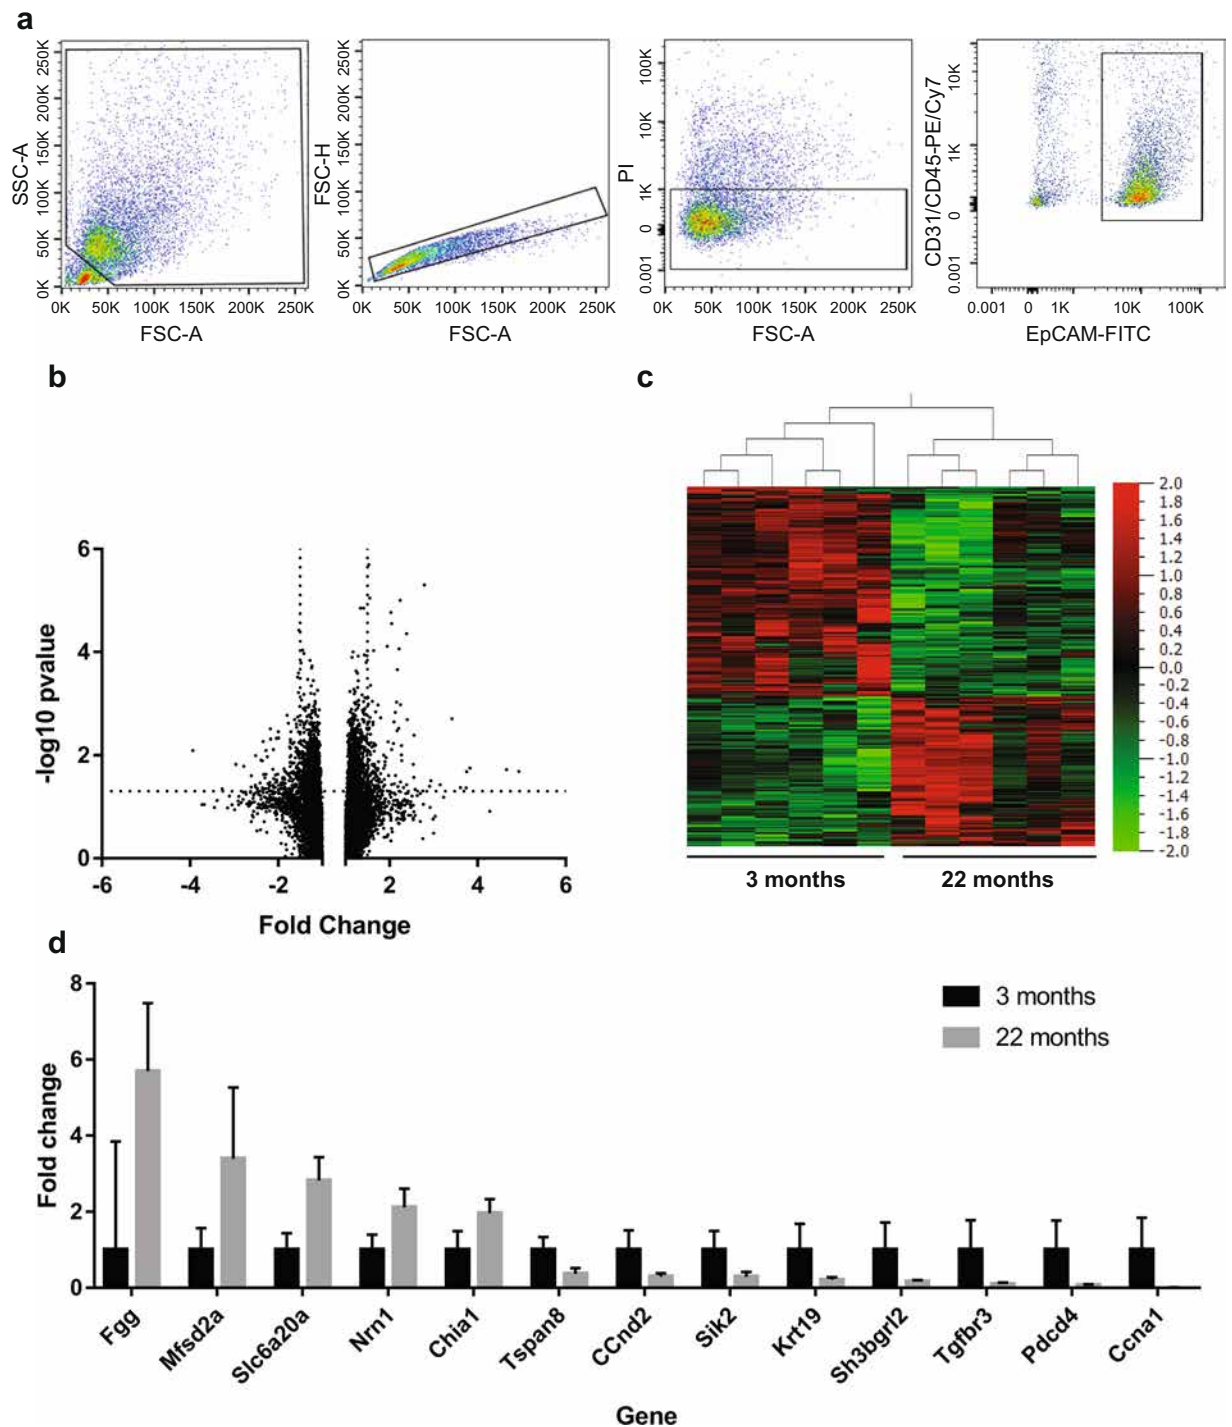 a
SSC-A
250K
200K
150K
100K
50K
0K
0K 50K 100K 150K 200K 250K
FSC-A
FSC-H
250K
200K
150K
100K
50K
0K
0K 50K 100K 150K 200K 250K
FSC-A
PI
100K
10K
1K
0
0.001
0K 50K 100K 150K 200K 250K
FSC-A
CD31/CD45-PE/Cy7
10K
1K
0
0.001
0.001 0 1K 10K 100K
EpCAM-FITC
b
-log10 pvalue
6
4
2
0
-6 -4 -2 2 4 6
Fold Change
c
2.0
1.8
1.6
1.4
1.2
1.0
0.8
0.6
0.4
0.2
0.0
-0.2
-0.4
-0.6
-0.8
-1.0
-1.2
-1.4
-1.6
-1.8
-2.0
3 months 22 months
d
Fold change
8
6
4
2
0
3 months
22 months
Fgg Mfsd2a Slc6a20a Nrn1 Chia1 Tspan8 CCnd2 Sik2 Krt19 Sh3bgrl2 Tgfbr3 Pdcd4 Ccna1
Gene